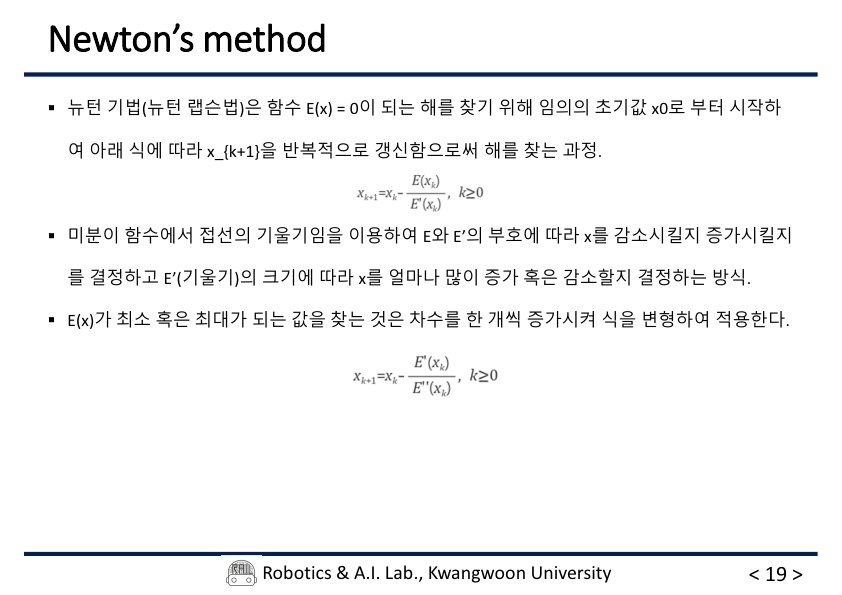 Newton’s method
▪ 뉴턴 기법(뉴턴 랩슨법)은 함수 E(x) = 0이 되는 해를 찾기 위해 임의의 초기값 x0로 부터 시작하
여 아래 식에 따라 x_{k+1}을 반복적으로 갱신함으로써 해를 찾는 과정.
x_{k+1}=x_k-\frac{E(x_k)}{E'(x_k)}, k≥0
▪ 미분이 함수에서 접선의 기울기임을 이용하여 E와 E’의 부호에 따라 x를 감소시킬지 증가시킬지
를 결정하고 E’(기울기)의 크기에 따라 x를 얼마나 많이 증가 혹은 감소할지 결정하는 방식.
▪ E(x)가 최소 혹은 최대가 되는 값을 찾는 것은 차수를 한 개씩 증가시켜 식을 변형하여 적용한다.
x_{k+1}=x_k-\frac{E'(x_k)}{E''(x_k)}, k≥0
RAIL Robotics & A.I. Lab., Kwangwoon University
< 19 >